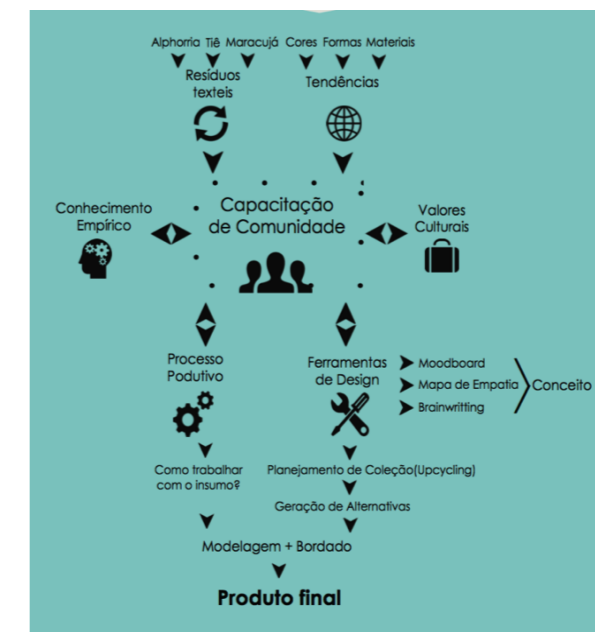 Alphorria Tiê Maracujá Cores Formas Materiais
Resíduos
texteis
Tendências
Capacitação
de Comunidade
Conhecimento
Empírico
Valores
Culturais
Processo
Podutivo
Ferramentas
de Design
Moodboard
Mapa de Empatia
Brainwritting
Conceito
Como trabalhar
com o insumo?
Planejamento de Coleção(Upcycling)
Geração de Alternativas
Modelagem + Bordado
Produto final